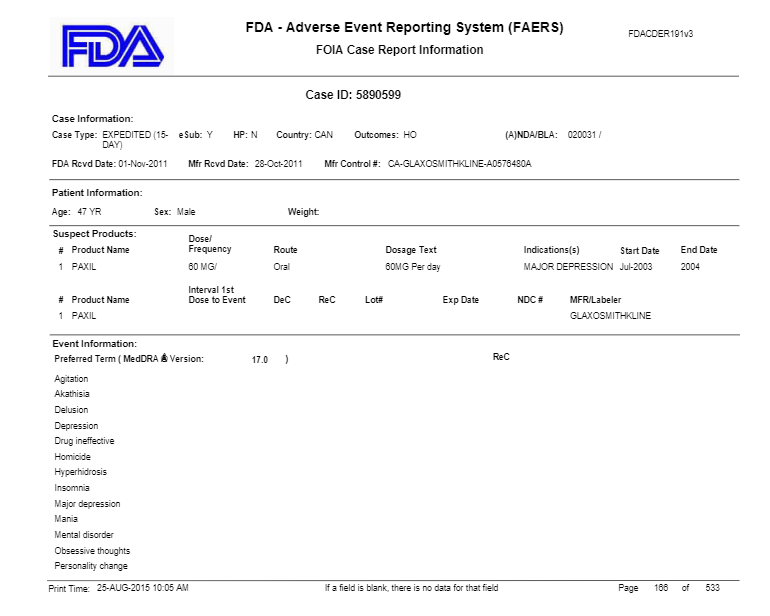 FDA
FDA - Adverse Event Reporting System (FAERS)
FDACDER191v3
FOIA Case Report Information
Case ID: 5890599
Case Information:
Case Type: EXPEDITED (15- eSub: Y HP: N Country: CAN Outcomes: HO (A)NDA/BLA: 020031 /
DAY)
FDA Rcvd Date: 01-Nov-2011 Mfr Rcvd Date: 28-Oct-2011 Mfr Control #: CA-GLAXOSMITHKLINE-A0576480A
Patient Information:
Age: 47 YR Sex: Male Weight:
Suspect Products:
Dose/
# Product Name Frequency Route Dosage Text Indications(s) Start Date End Date
1 PAXIL 60 MG/ Oral 60MG Per day MAJOR DEPRESSION Jul-2003 2004
Interval 1st
# Product Name Dose to Event DeC ReC Lot# Exp Date NDC # MFR/Labeler
1 PAXIL GLAXOSMITHKLINE
Event Information:
Preferred Term ( MedDRA Version: 17.0 ) ReC
Agitation
Akathisia
Delusion
Depression
Drug ineffective
Homicide
Hyperhidrosis
Insomnia
Major depression
Mania
Mental disorder
Obsessive thoughts
Personality change
Print Time: 25-AUG-2015 10:05 AM If a field is blank, there is no data for that field Page 166 of 533